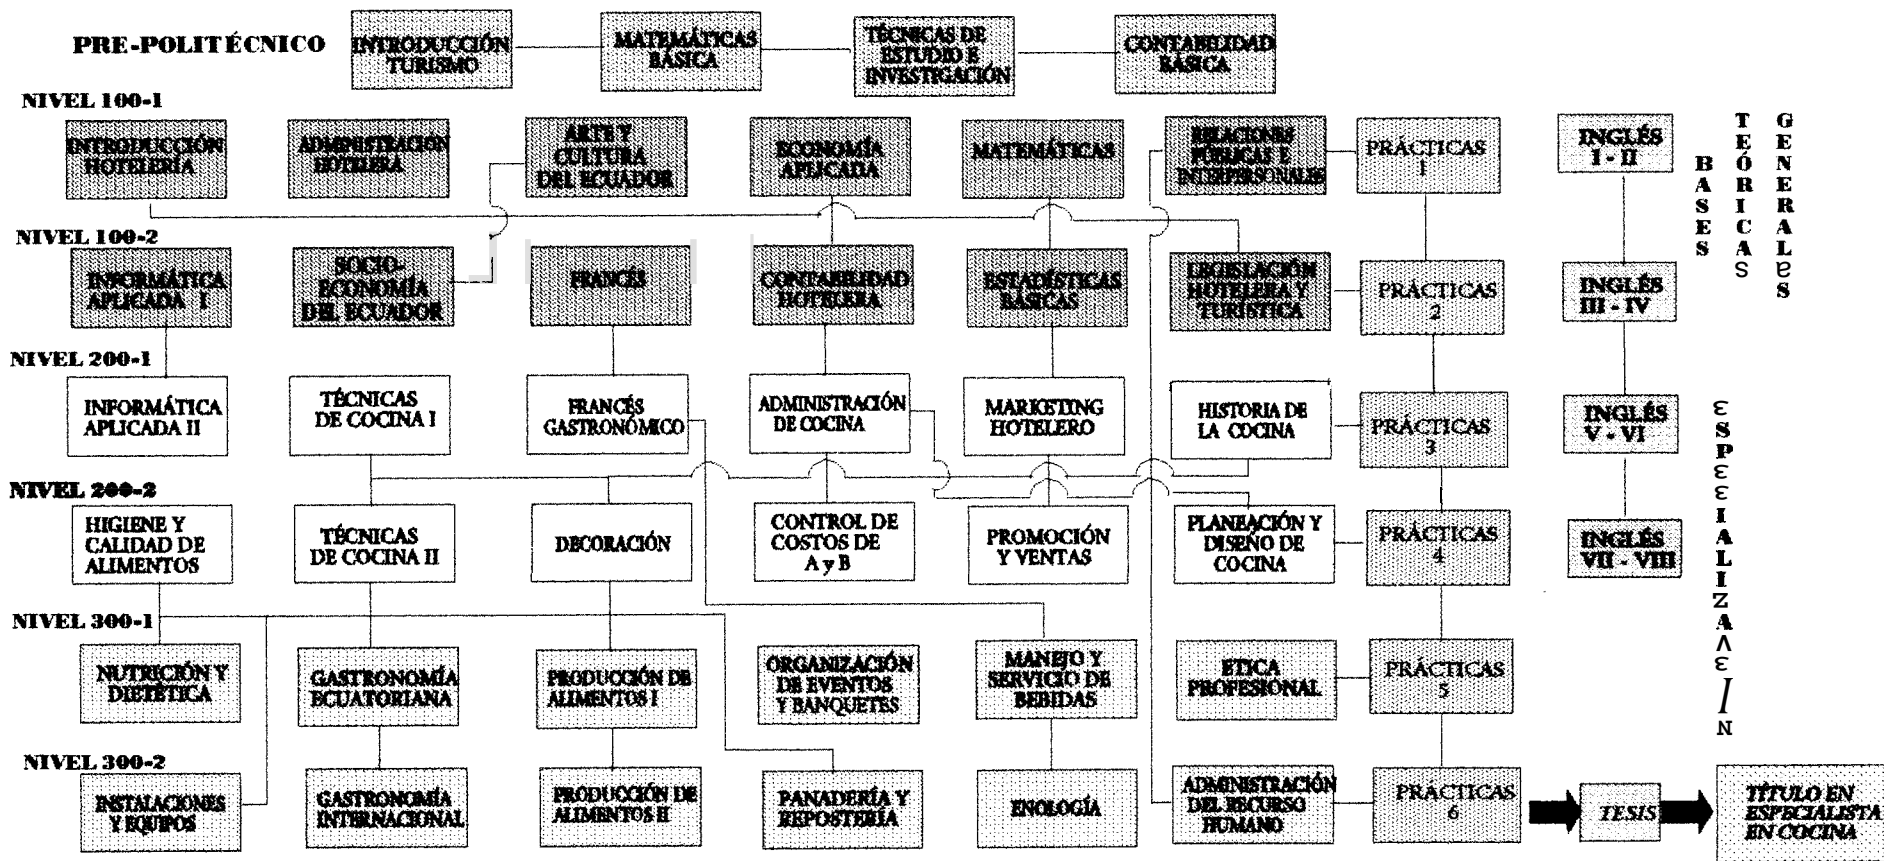 PRE-POLITÉCNICO
INTRODUCCIÓN
TURISMO
MATEMÁTICAS
BÁSICA
TÉCNICAS DE
ESTUDIO E
INVESTIGACIÓN
CONTABILIDAD
BÁSICA
NIVEL 100-1
INTRODUCCIÓN
HOTELERÍA
ADMINISTRACIÓN
HOTELERA
ARTE Y
CULTURA
DEL ECUADOR
ECONOMÍA
APLICADA
MATEMÁTICAS
RELACIONES
PÚBLICAS E
INTERPERSONALES
PRÁCTICAS
1
INGLÉS
I - II
BASES
TEÓRICAS
GENERALES
NIVEL 100-2
INFORMÁTICA
APLICADA I
SOCIO-
ECONOMÍA
DEL ECUADOR
FRANCÉS
CONTABILIDAD
HOTELERA
ESTADÍSTICAS
BÁSICAS
LEGISLACIÓN
HOTELERA Y
TURÍSTICA
PRÁCTICAS
2
INGLÉS
III - IV
NIVEL 200-1
INFORMÁTICA
APLICADA II
TÉCNICAS
DE COCINA I
FRANCÉS
GASTRONÓMICO
ADMINISTRACIÓN
DE COCINA
MARKETING
HOTELERO
HISTORIA DE
LA COCINA
PRÁCTICAS
3
INGLÉS
V - VI
NIVEL 200-2
HIGIENE Y
CALIDAD DE
ALIMENTOS
TÉCNICAS
DE COCINA II
DECORACIÓN
CONTROL DE
COSTOS DE
A y B
PROMOCIÓN
Y VENTAS
PLANEACIÓN Y
DISEÑO DE
COCINA
PRÁCTICAS
4
INGLÉS
VII - VIII
NIVEL 300-1
NUTRICIÓN Y
DIETÉTICA
GASTRONOMÍA
ECUATORIANA
PRODUCCIÓN DE
ALIMENTOS I
ORGANIZACIÓN
DE EVENTOS
Y BANQUETES
MANEJO Y
SERVICIO DE
BEBIDAS
ETICA
PROFESIONAL
PRÁCTICAS
5
NIVEL 300-2
INSTALACIONES
Y EQUIPOS
GASTRONOMÍA
INTERNACIONAL
PRODUCCIÓN DE
ALIMENTOS II
PANADERÍA Y
REPOSTERÍA
ENOLOGÍA
ADMINISTRACIÓN
DEL RECURSO
HUMANO
PRÁCTICAS
6
TESIS
TÍTULO EN
ESPECIALISTA
EN COCINA